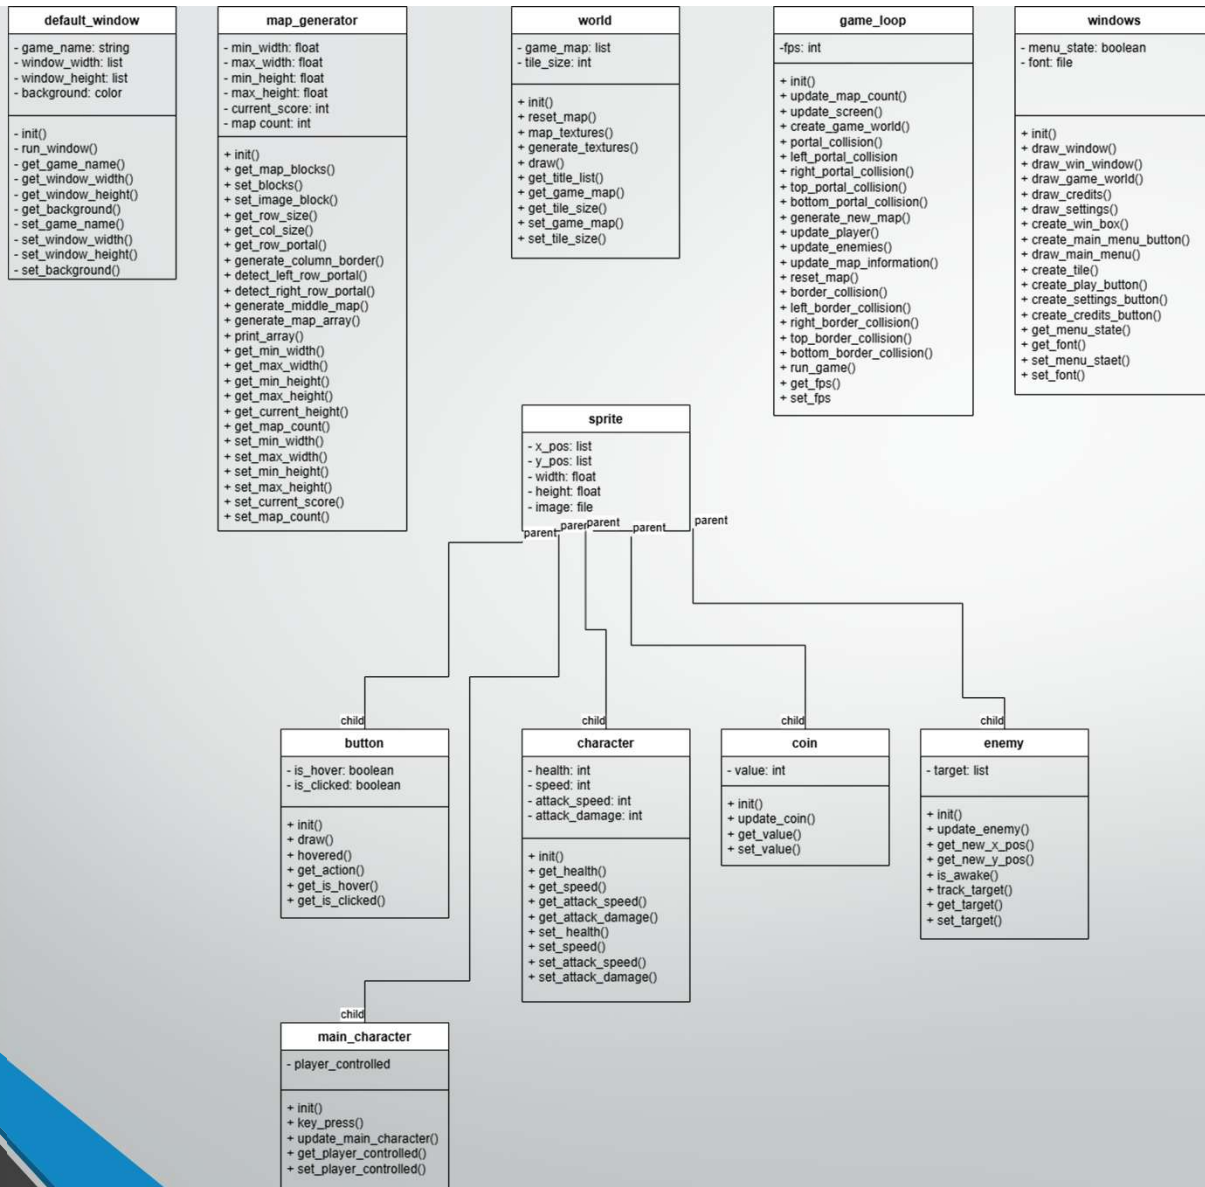 default_window
- game_name: string
- window_width: list
- window_height: list
- background: color
- init()
- run_window()
- get_game_name()
- get_window_width()
- get_window_height()
- get_background()
- set_game_name()
- set_window_width()
- set_window_height()
- set_background()
map_generator
- min_width: float
- max_width: float
- min_height: float
- max_height: float
- current_score: int
- map count: int
+ init()
+ get_map_blocks()
+ set_blocks()
+ set_image_block()
+ get_row_size()
+ get_col_size()
+ get_row_portal()
+ generate_column_border()
+ detect_left_row_portal()
+ detect_right_row_portal()
+ generate_middle_map()
+ generate_map_array()
+ print_array()
+ get_min_width()
+ get_max_width()
+ get_min_height()
+ get_max_height()
+ get_current_height()
+ get_map_count()
+ set_min_width()
+ set_max_width()
+ set_min_height()
+ set_max_height()
+ set_current_score()
+ set_map_count()
world
- game_map: list
- tile_size: int
+ init()
+ reset_map()
+ map_textures()
+ generate_textures()
+ draw()
+ get_title_list()
+ get_game_map()
+ get_tile_size()
+ set_game_map()
+ set_tile_size()
game_loop
-fps: int
+ init()
+ update_map_count()
+ update_screen()
+ create_game_world()
+ portal_collision()
+ left_portal_collision
+ right_portal_collision()
+ top_portal_collision()
+ bottom_portal_collision()
+ generate_new_map()
+ update_player()
+ update_enemies()
+ update_map_information()
+ reset_map()
+ border_collision()
+ left_border_collision()
+ right_border_collision()
+ top_border_collision()
+ bottom_border_collision()
+ run_game()
+ get_fps()
+ set_fps
windows
- menu_state: boolean
- font: file
+ init()
+ draw_window()
+ draw_win_window()
+ draw_game_world()
+ draw_credits()
+ draw_settings()
+ create_win_box()
+ create_main_menu_button()
+ draw_main_menu()
+ create_tile()
+ create_play_button()
+ create_settings_button()
+ create_credits_button()
+ get_menu_state()
+ get_font()
+ set_menu_staet()
+ set_font()
sprite
- x_pos: list
- y_pos: list
- width: float
- height: float
- image: file
parent
parent
parent
parent
parent
child
button
- is_hover: boolean
- is_clicked: boolean
+ init()
+ draw()
+ hovered()
+ get_action()
+ get_is_hover()
+ get_is_clicked()
child
character
- health: int
- speed: int
- attack_speed: int
- attack_damage: int
+ init()
+ get_health()
+ get_speed()
+ get_attack_speed()
+ get_attack_damage()
+ set_ health()
+ set_speed()
+ set_attack_speed()
+ set_attack_damage()
child
coin
- value: int
+ init()
+ update_coin()
+ get_value()
+ set_value()
child
enemy
- target: list
+ init()
+ update_enemy()
+ get_new_x_pos()
+ get_new_y_pos()
+ is_awake()
+ track_target()
+ get_target()
+ set_target()
child
main_character
- player_controlled
+ init()
+ key_press()
+ update_main_character()
+ get_player_controlled()
+ set_player_controlled()